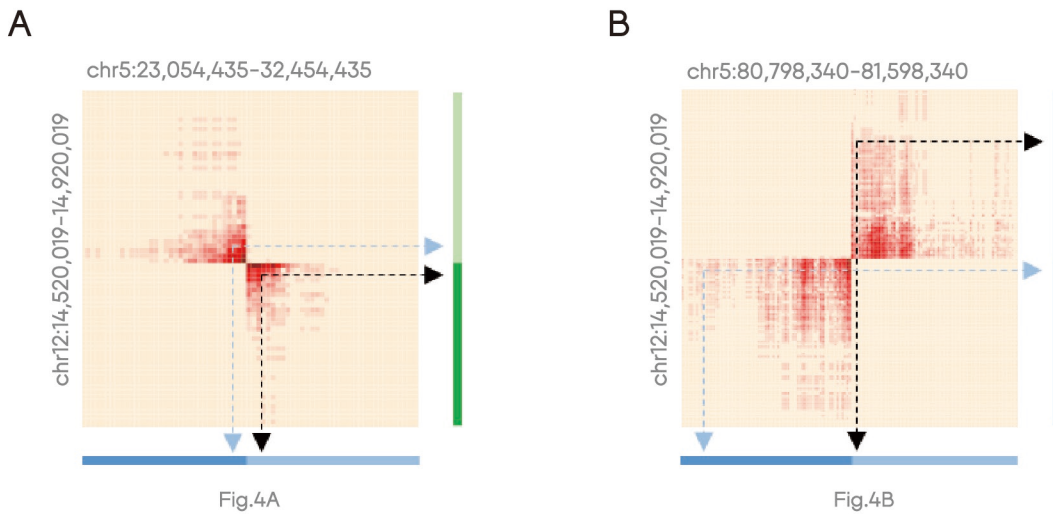 A
B
chr5:23,054,435-32,454,435
chr5:80,798,340-81,598,340
chr12:14,520,019-14,920,019
chr12:14,520,019-14,920,019
Fig.4A
Fig.4B